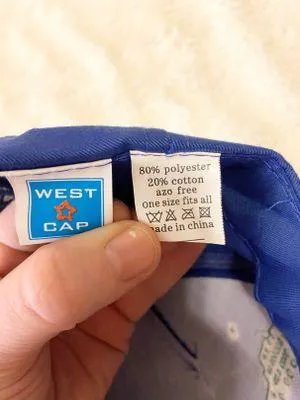 WEST
CAP
80% polyester
20% cotton
azo free
one size fits all
made in china